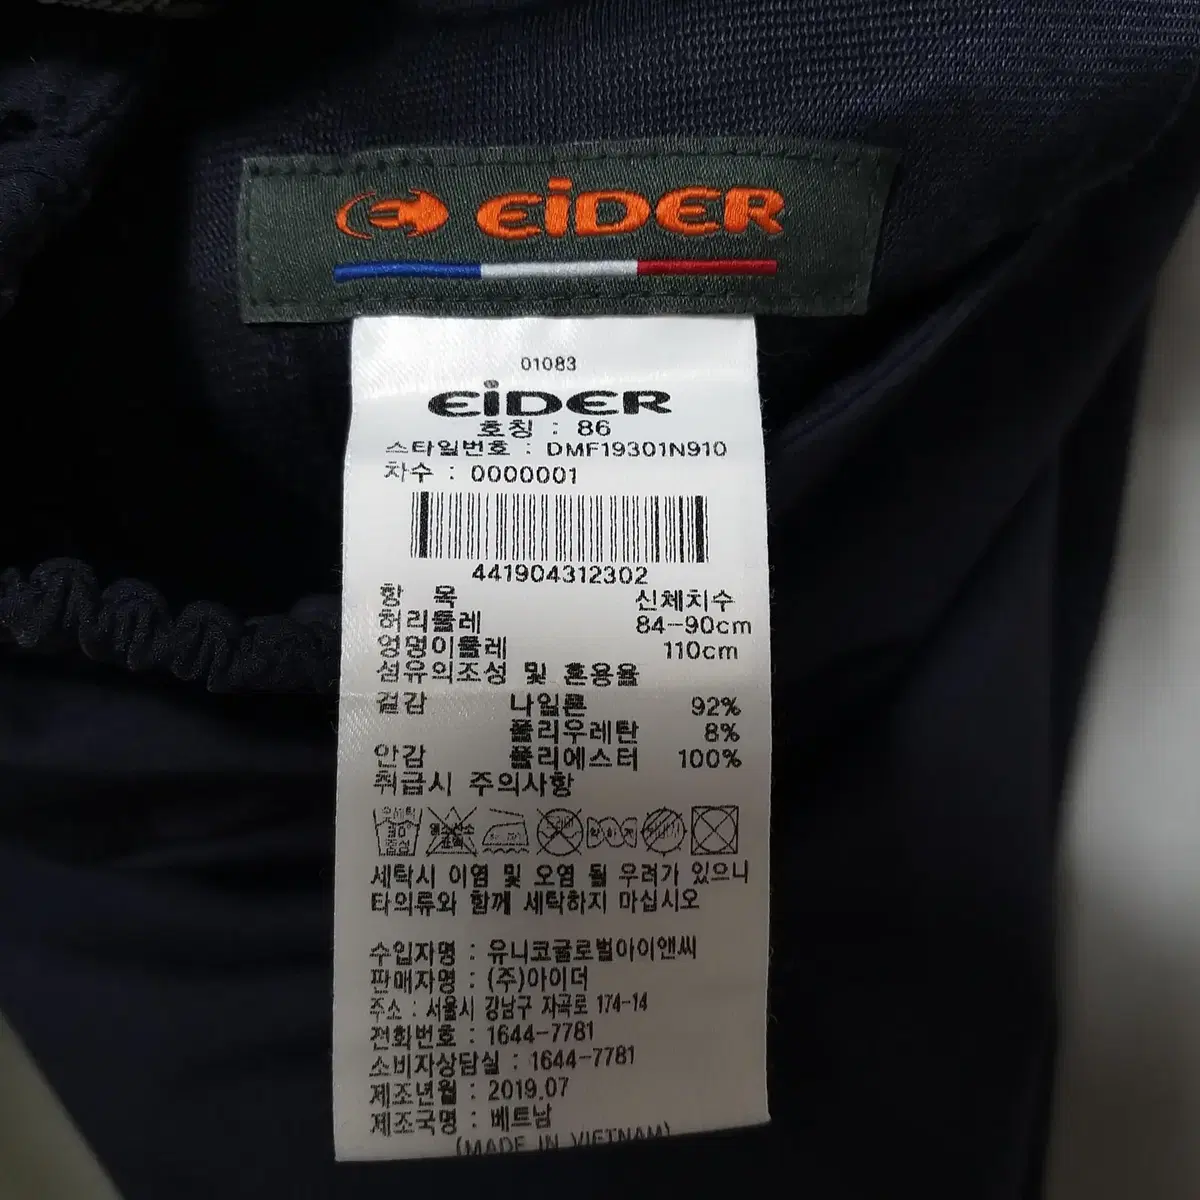 EiDER
01083
EiDER
호칭 : 86
스타일번호 : DMF19301N910
차수 : 0000001
441904312302
항 목 신체치수
허리둘레 84-90cm
엉덩이둘레 110cm
섬유의조성 및 혼용율
겉감 나일론 92%
폴리우레탄 8%
안감 폴리에스터 100%
취급시 주의사항
세탁시 이염 및 오염 될 우려가 있으니
타의류와 함께 세탁하지 마십시오
수입자명 : 유니코글로벌아이앤씨
판매자명 : (주)아이더
주소 : 서울시 강남구 자곡로 174-14
전화번호 : 1644-7781
소비자상담실 : 1644-7781
제조년월 : 2019.07
제조국명 : 베트남
(MADE IN VIETNAM)